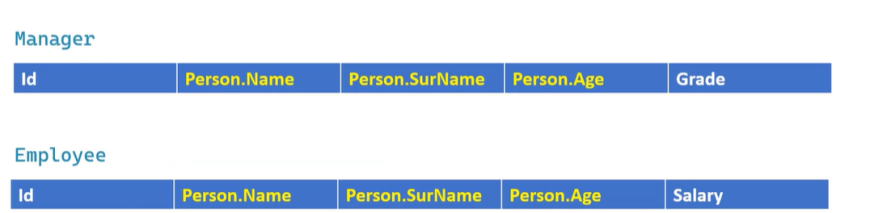 Manager
Id Person.Name Person.SurName Person.Age Grade
Employee
Id Person.Name Person.SurName Person.Age Salary